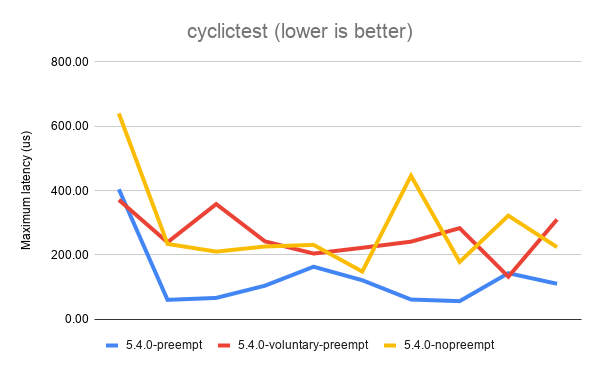 cyclictest (lower is better)
Maximum latency (us)
800.00
600.00
400.00
200.00
0.00
5.4.0-preempt 5.4.0-voluntary-preempt 5.4.0-nopreempt